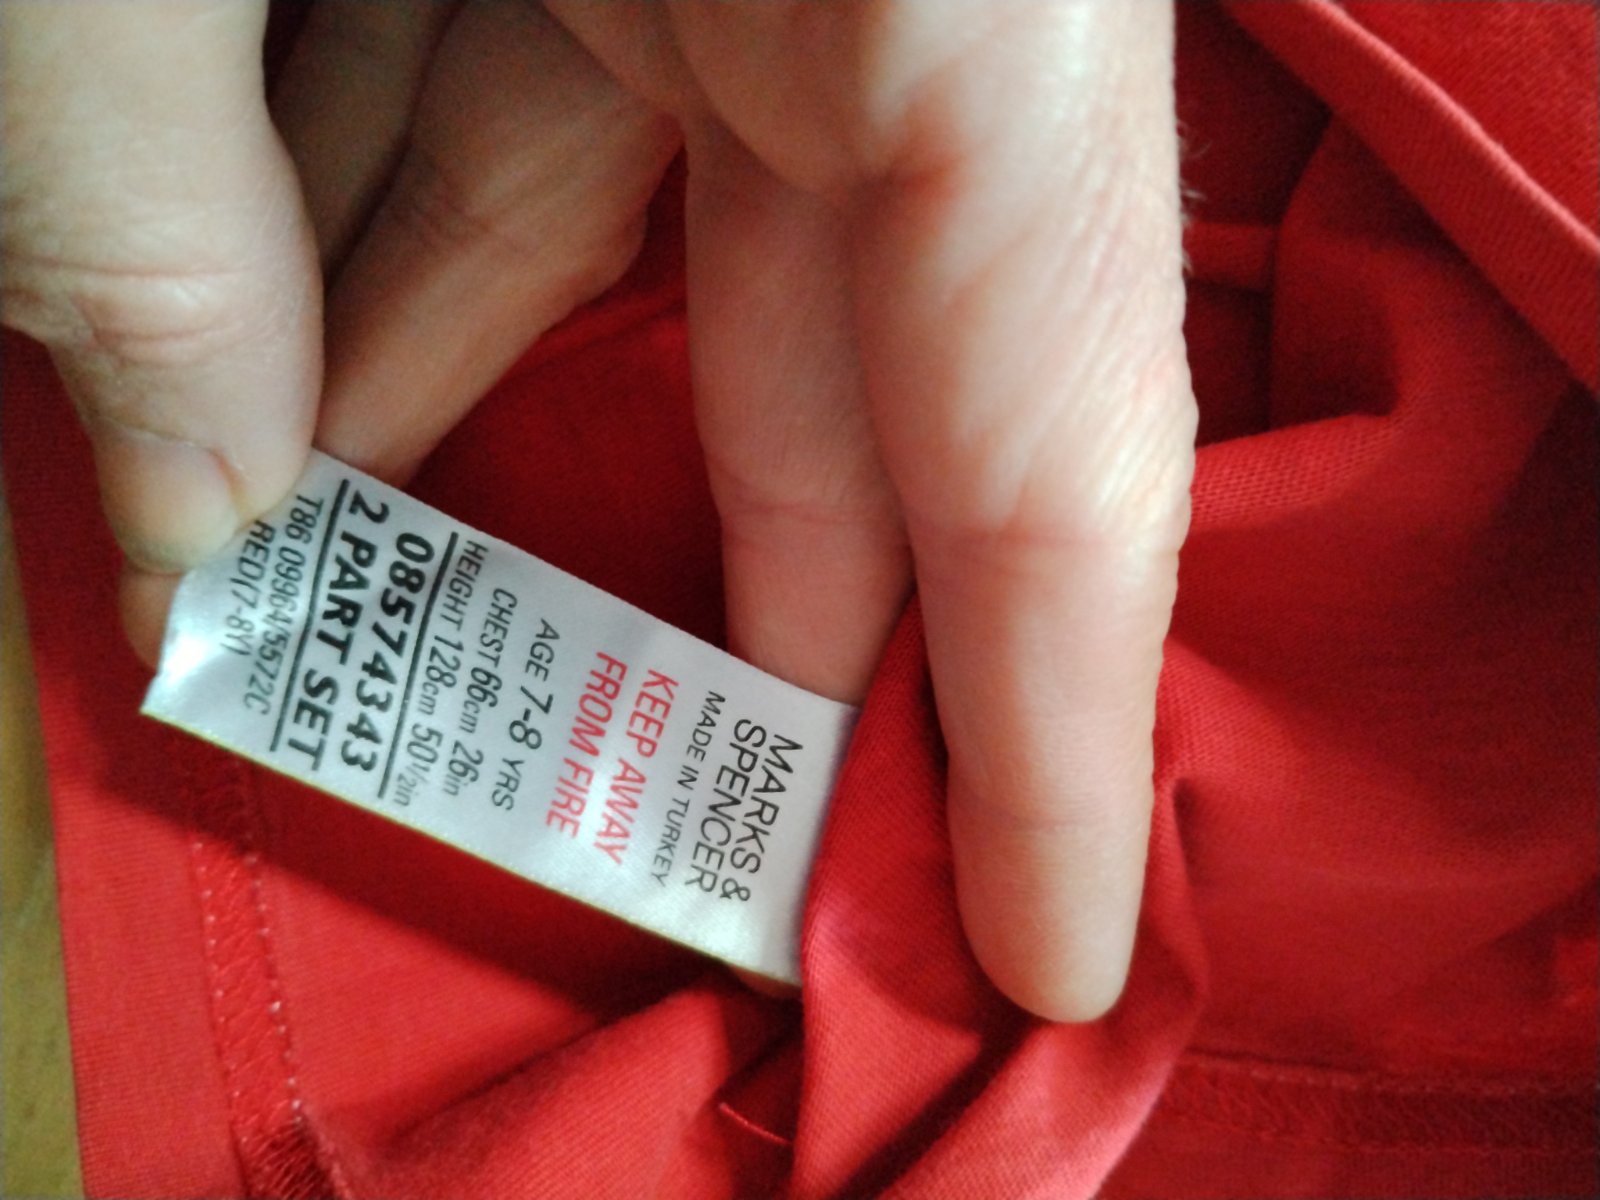 MARKS &
SPENCER
MADE IN TURKEY
KEEP AWAY
FROM FIRE
AGE 7-8 YRS
CHEST 66cm 26in
HEIGHT 128cm 50½in
08574343
2 PART SET
T86 09964/5572C
RED(7-8Y)